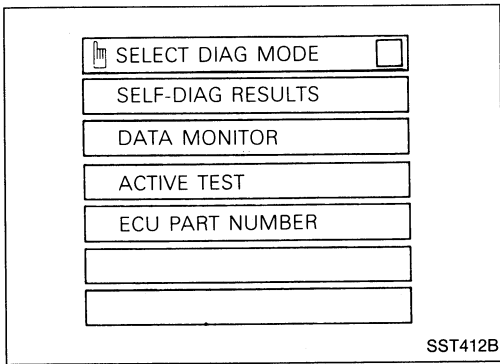 SELECT DIAG MODE
SELF-DIAG RESULTS
DATA MONITOR
ACTIVE TEST
ECU PART NUMBER
SST412B